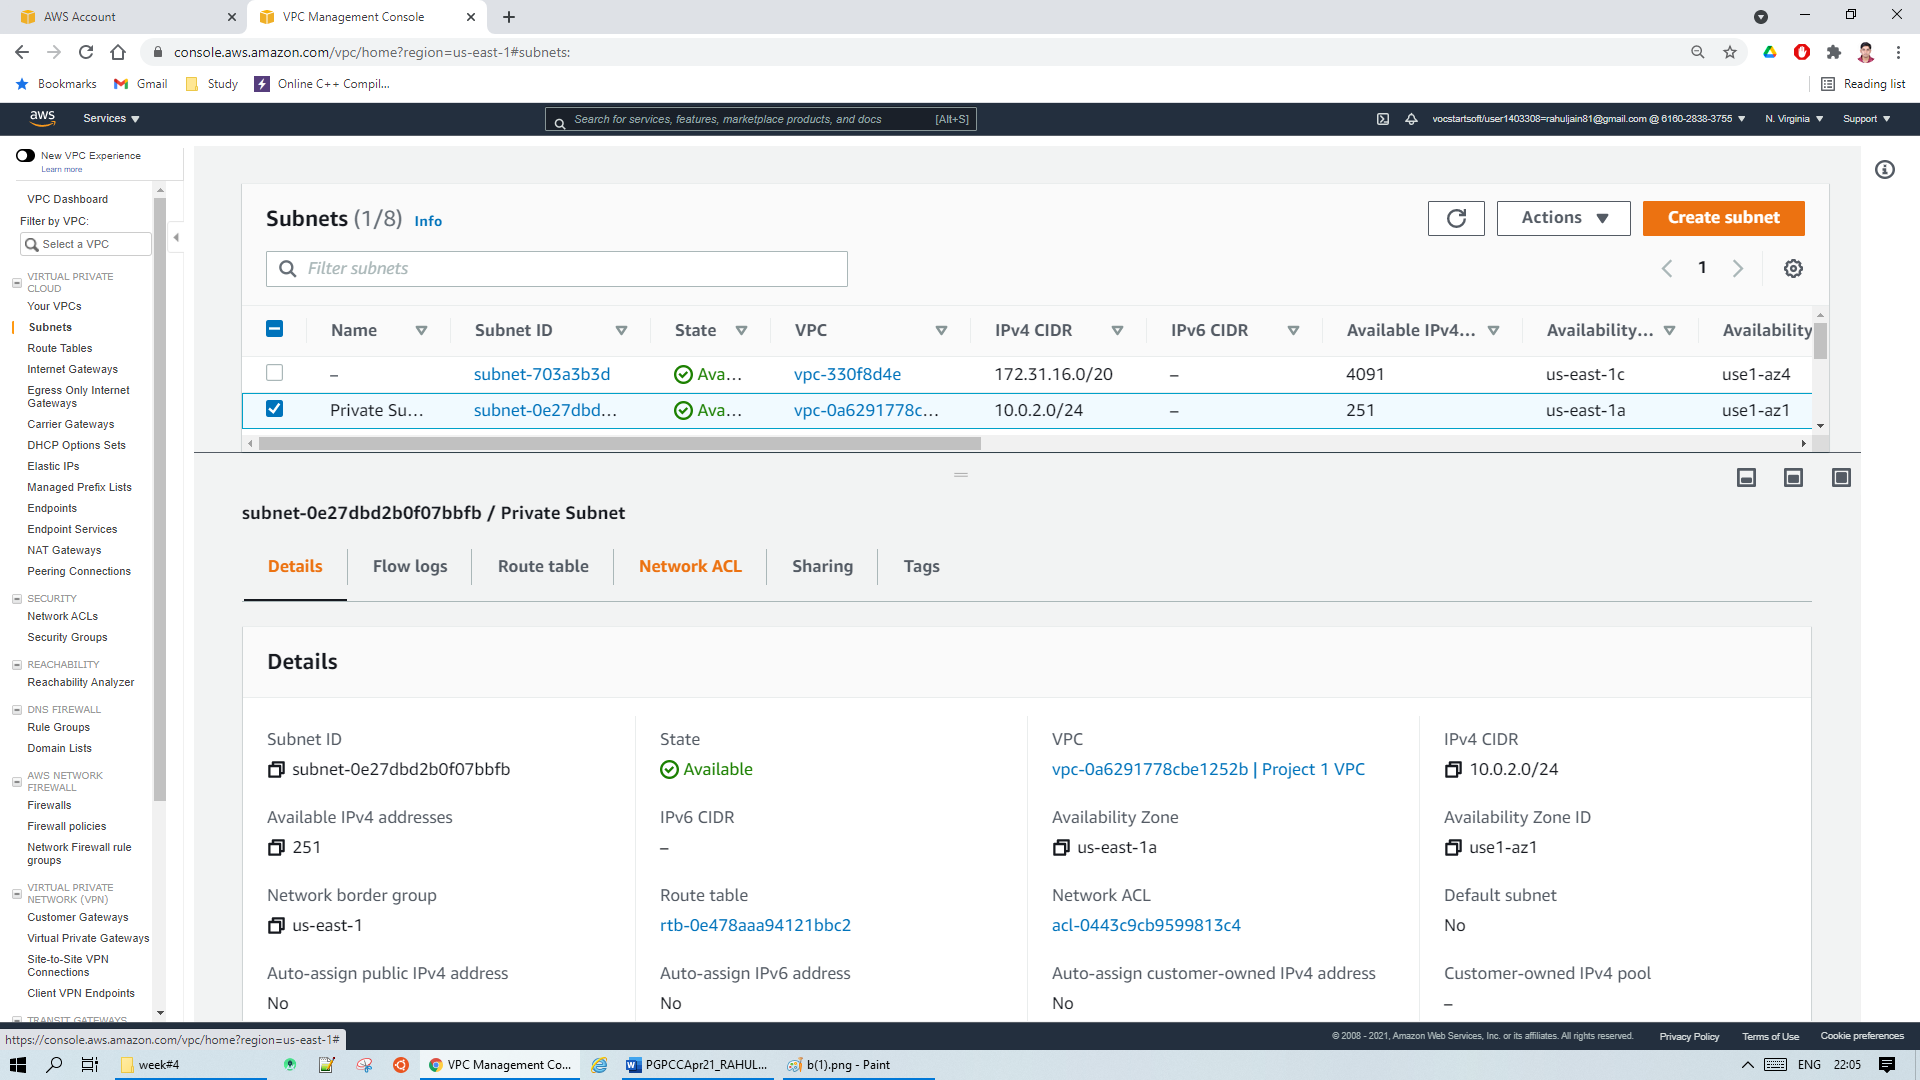 AWS Account
VPC Management Console
console.aws.amazon.com/vpc/home?region=us-east-1#subnets:
Bookmarks Gmail Study Online C++ Compil... Reading list
aws Services Search for services, features, marketplace products, and docs [Alt+S] vocstartsoft/user1403308=rahuljain81@gmail.com @ 6160-2838-3755 N. Virginia Support
New VPC Experience
Learn more
VPC Dashboard
Filter by VPC:
Select a VPC
VIRTUAL PRIVATE
CLOUD
Your VPCs
Subnets
Route Tables
Internet Gateways
Egress Only Internet
Gateways
Carrier Gateways
DHCP Options Sets
Elastic IPs
Managed Prefix Lists
Endpoints
Endpoint Services
NAT Gateways
Peering Connections
SECURITY
Network ACLs
Security Groups
REACHABILITY
Reachability Analyzer
DNS FIREWALL
Rule Groups
Domain Lists
AWS NETWORK
FIREWALL
Firewalls
Firewall policies
Network Firewall rule
groups
VIRTUAL PRIVATE
NETWORK (VPN)
Customer Gateways
Virtual Private Gateways
Site-to-Site VPN
Connections
Client VPN Endpoints
TRANSIT GATEWAYS
Subnets (1/8) Info
Actions Create subnet
Filter subnets
1
Name Subnet ID State VPC IPv4 CIDR IPv6 CIDR Available IPv4... Availability... Availability
– subnet-703a3b3d Ava... vpc-330f8d4e 172.31.16.0/20 – 4091 us-east-1c use1-az4
Private Su... subnet-0e27dbd... Ava... vpc-0a6291778c... 10.0.2.0/24 – 251 us-east-1a use1-az1
subnet-0e27dbd2b0f07bbfb / Private Subnet
Details Flow logs Route table Network ACL Sharing Tags
Details
Subnet ID State VPC IPv4 CIDR
subnet-0e27dbd2b0f07bbfb Available vpc-0a6291778cbe1252b | Project 1 VPC 10.0.2.0/24
Available IPv4 addresses IPv6 CIDR Availability Zone Availability Zone ID
251 – us-east-1a use1-az1
Network border group Route table Network ACL Default subnet
us-east-1 rtb-0e478aaa94121bbc2 acl-0443c9cb9599813c4 No
Auto-assign public IPv4 address Auto-assign IPv6 address Auto-assign customer-owned IPv4 address Customer-owned IPv4 pool
No No No –
https://console.aws.amazon.com/vpc/home?region=us-east-1#
© 2008 - 2021, Amazon Web Services, Inc. or its affiliates. All rights reserved. Privacy Policy Terms of Use Cookie preferences
week#4 VPC Management Co... PGPCCApr21_RAHUL... b(1).png - Paint ENG 22:05